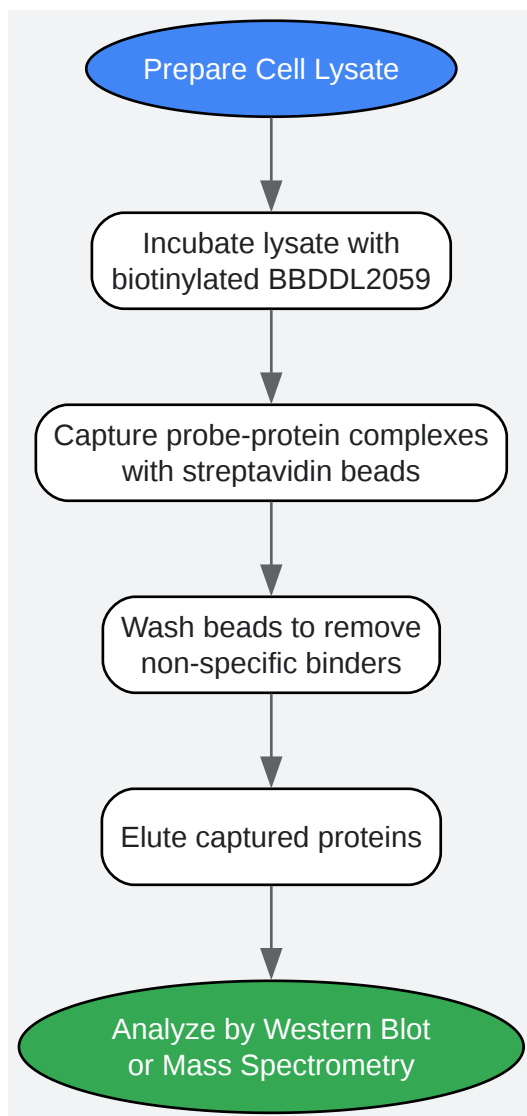 Prepare Cell Lysate
Incubate lysate with
biotinylated BBDDL2059
Capture probe-protein complexes
with streptavidin beads
Wash beads to remove
non-specific binders
Elute captured proteins
Analyze by Western Blot
or Mass Spectrometry